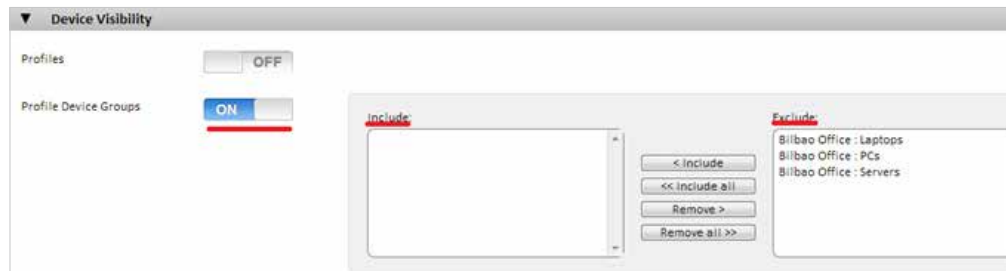 ▼ Device Visibility
Profiles
OFF
Profile Device Groups
ON
Include:
< Include
<< Include all
Remove >
Remove all >>
Exclude:
Bilbao Office : Laptops
Bilbao Office : PCs
Bilbao Office : Servers